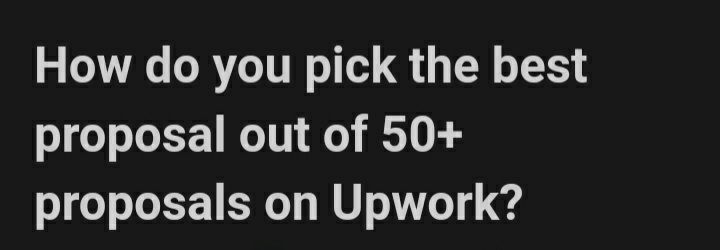 How do you pick the best
proposal out of 50+
proposals on Upwork?